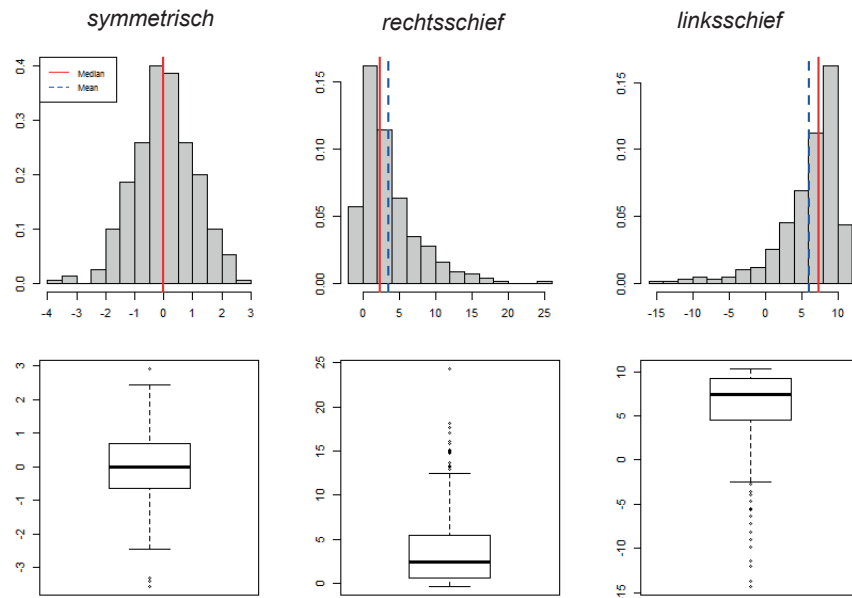 symmetrisch rechtsschief linksschief
Median
Mean
0.0 0.1 0.2 0.3 0.4
-4 -3 -2 -1 0 1 2 3
0.00 0.05 0.10 0.15
0 5 10 15 20 25
0.00 0.05 0.10 0.15
-15 -10 -5 0 5 10
-3 -2 -1 0 1 2 3
0 5 10 15 20 25
15 -10 -5 0 5 10